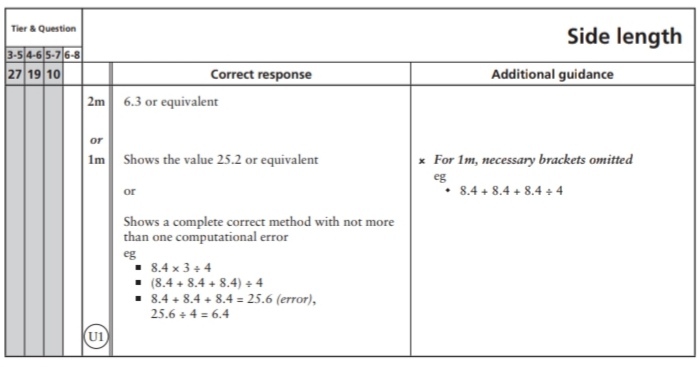 Tier & Question
Side length
3-5 4-6 5-7 6-8
27 19 10
Correct response
Additional guidance
2m 6.3 or equivalent
or
1m Shows the value 25.2 or equivalent
× For 1m, necessary brackets omitted
eg
• 8.4 + 8.4 + 8.4 ÷ 4
or
Shows a complete correct method with not more
than one computational error
eg
▪ 8.4 × 3 ÷ 4
▪ (8.4 + 8.4 + 8.4) ÷ 4
▪ 8.4 + 8.4 + 8.4 = 25.6 (error),
25.6 ÷ 4 = 6.4
U1